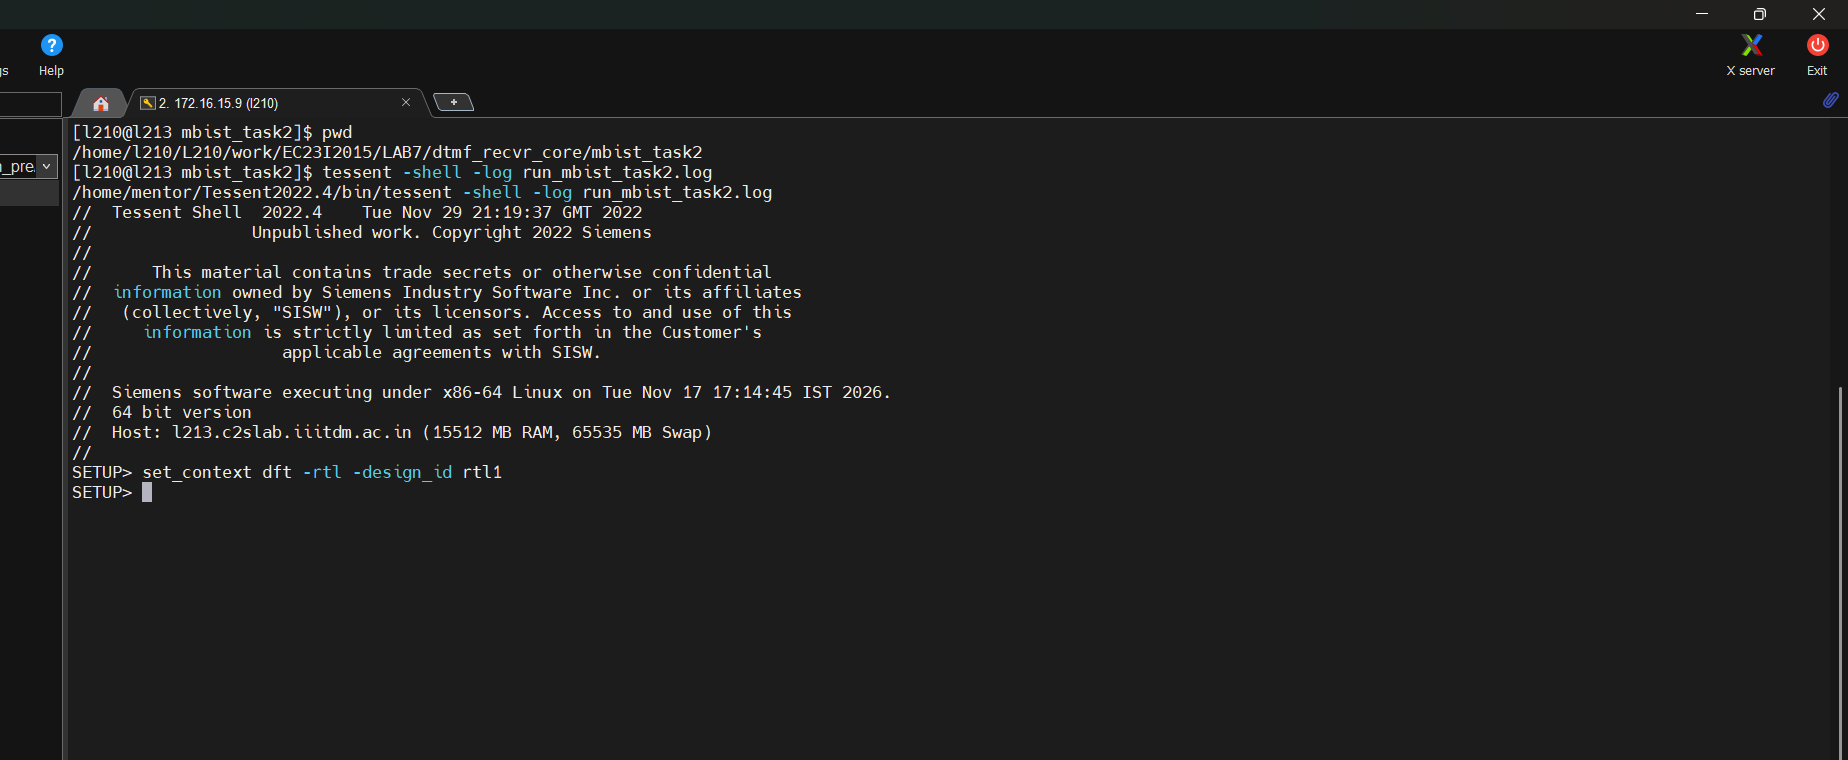 Help
X server
Exit
2. 172.16.15.9 (l210)
[l210@l213 mbist_task2]$ pwd
/home/l210/L210/work/EC23I2015/LAB7/dtmf_recvr_core/mbist_task2
[l210@l213 mbist_task2]$ tessent -shell -log run_mbist_task2.log
/home/mentor/Tessent2022.4/bin/tessent -shell -log run_mbist_task2.log
//  Tessent Shell  2022.4    Tue Nov 29 21:19:37 GMT 2022
//                Unpublished work. Copyright 2022 Siemens
//
//      This material contains trade secrets or otherwise confidential
//  information owned by Siemens Industry Software Inc. or its affiliates
//   (collectively, "SISW"), or its licensors. Access to and use of this
//     information is strictly limited as set forth in the Customer's
//                   applicable agreements with SISW.
//
//  Siemens software executing under x86-64 Linux on Tue Nov 17 17:14:45 IST 2026.
//  64 bit version
//  Host: l213.c2slab.iiitdm.ac.in (15512 MB RAM, 65535 MB Swap)
//
SETUP> set_context dft -rtl -design_id rtl1
SETUP>